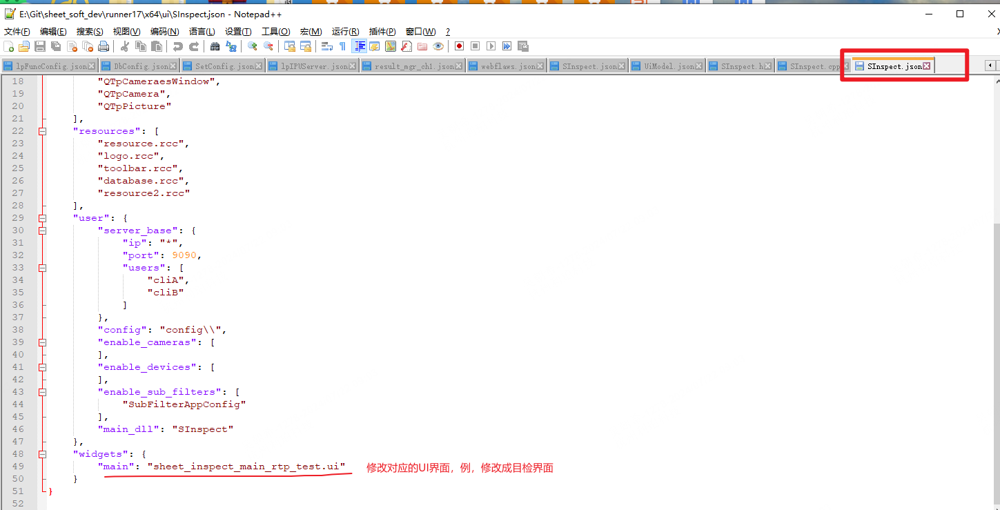 E:\Git\sheet_soft_dev\runner17\x64\ui\SInspect.json - Notepad++
文件(F) 编辑(E) 搜索(S) 视图(V) 编码(N) 语言(L) 设置(T) 工具(O) 宏(M) 运行(R) 插件(P) 窗口(W) ?
lpFuncConfig.json DbConfig.json SetConfig.json lpIPUServer.json result_mgr_ch1.json webflaws.json SInspect.json UiModel.json SInspect.h SInspect.cpp SInspect.json
18 "QTpCameraesWindow",
19 "QTpCamera",
20 "QTpPicture"
21 ],
22 "resources": [
23 "resource.rcc",
24 "logo.rcc",
25 "toolbar.rcc",
26 "database.rcc",
27 "resource2.rcc"
28 ],
29 "user": {
30 "server_base": {
31 "ip": "*",
32 "port": 9090,
33 "users": [
34 "cliA",
35 "cliB"
36 ]
37 },
38 "config": "config\\",
39 "enable_cameras": [
40 ],
41 "enable_devices": [
42 ],
43 "enable_sub_filters": [
44 "SubFilterAppConfig"
45 ],
46 "main_dll": "SInspect"
47 },
48 "widgets": {
49 "main": "sheet_inspect_main_rtp_test.ui" 修改对应的UI界面，例，修改成目检界面
50 }
51 }
52